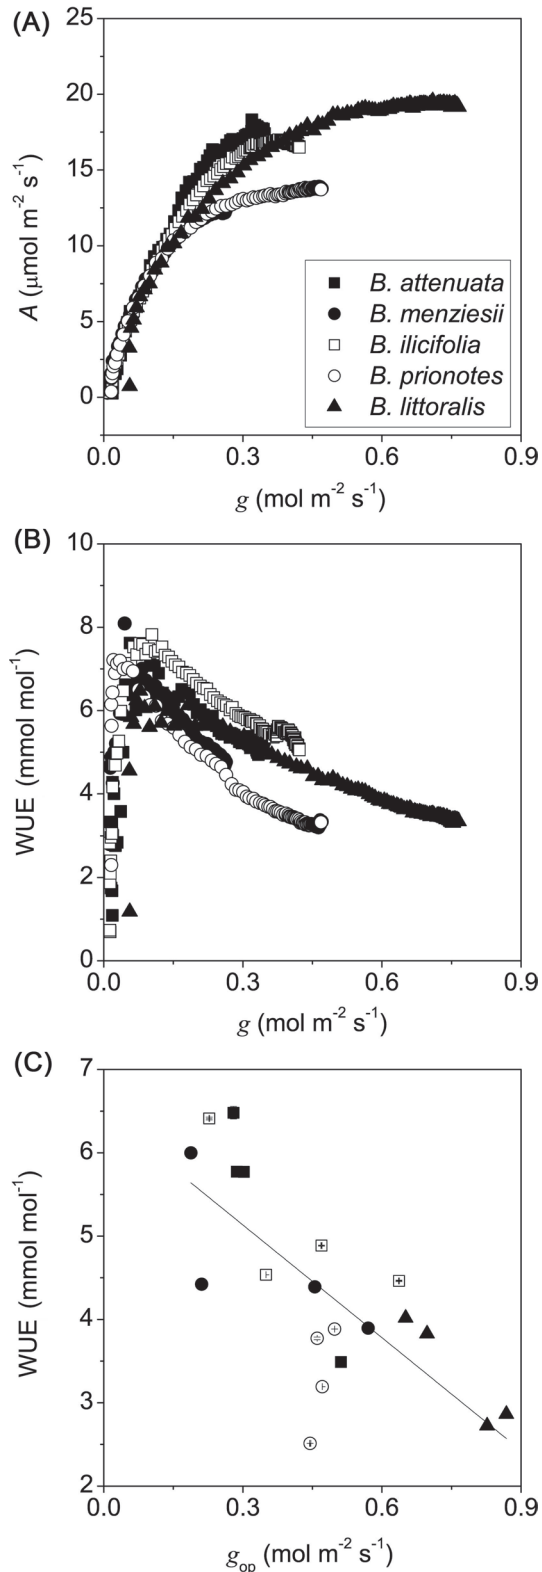 (A)
25
20
15
10
5
0
A (μmol m⁻² s⁻¹)
B. attenuata
B. menziesii
B. ilicifolia
B. prionotes
B. littoralis
0.0 0.3 0.6 0.9
g (mol m⁻² s⁻¹)
(B)
10
8
6
4
2
0
WUE (mmol mol⁻¹)
0.0 0.3 0.6 0.9
g (mol m⁻² s⁻¹)
(C)
7
6
5
4
3
2
WUE (mmol mol⁻¹)
0.0 0.3 0.6 0.9
gop (mol m⁻² s⁻¹)